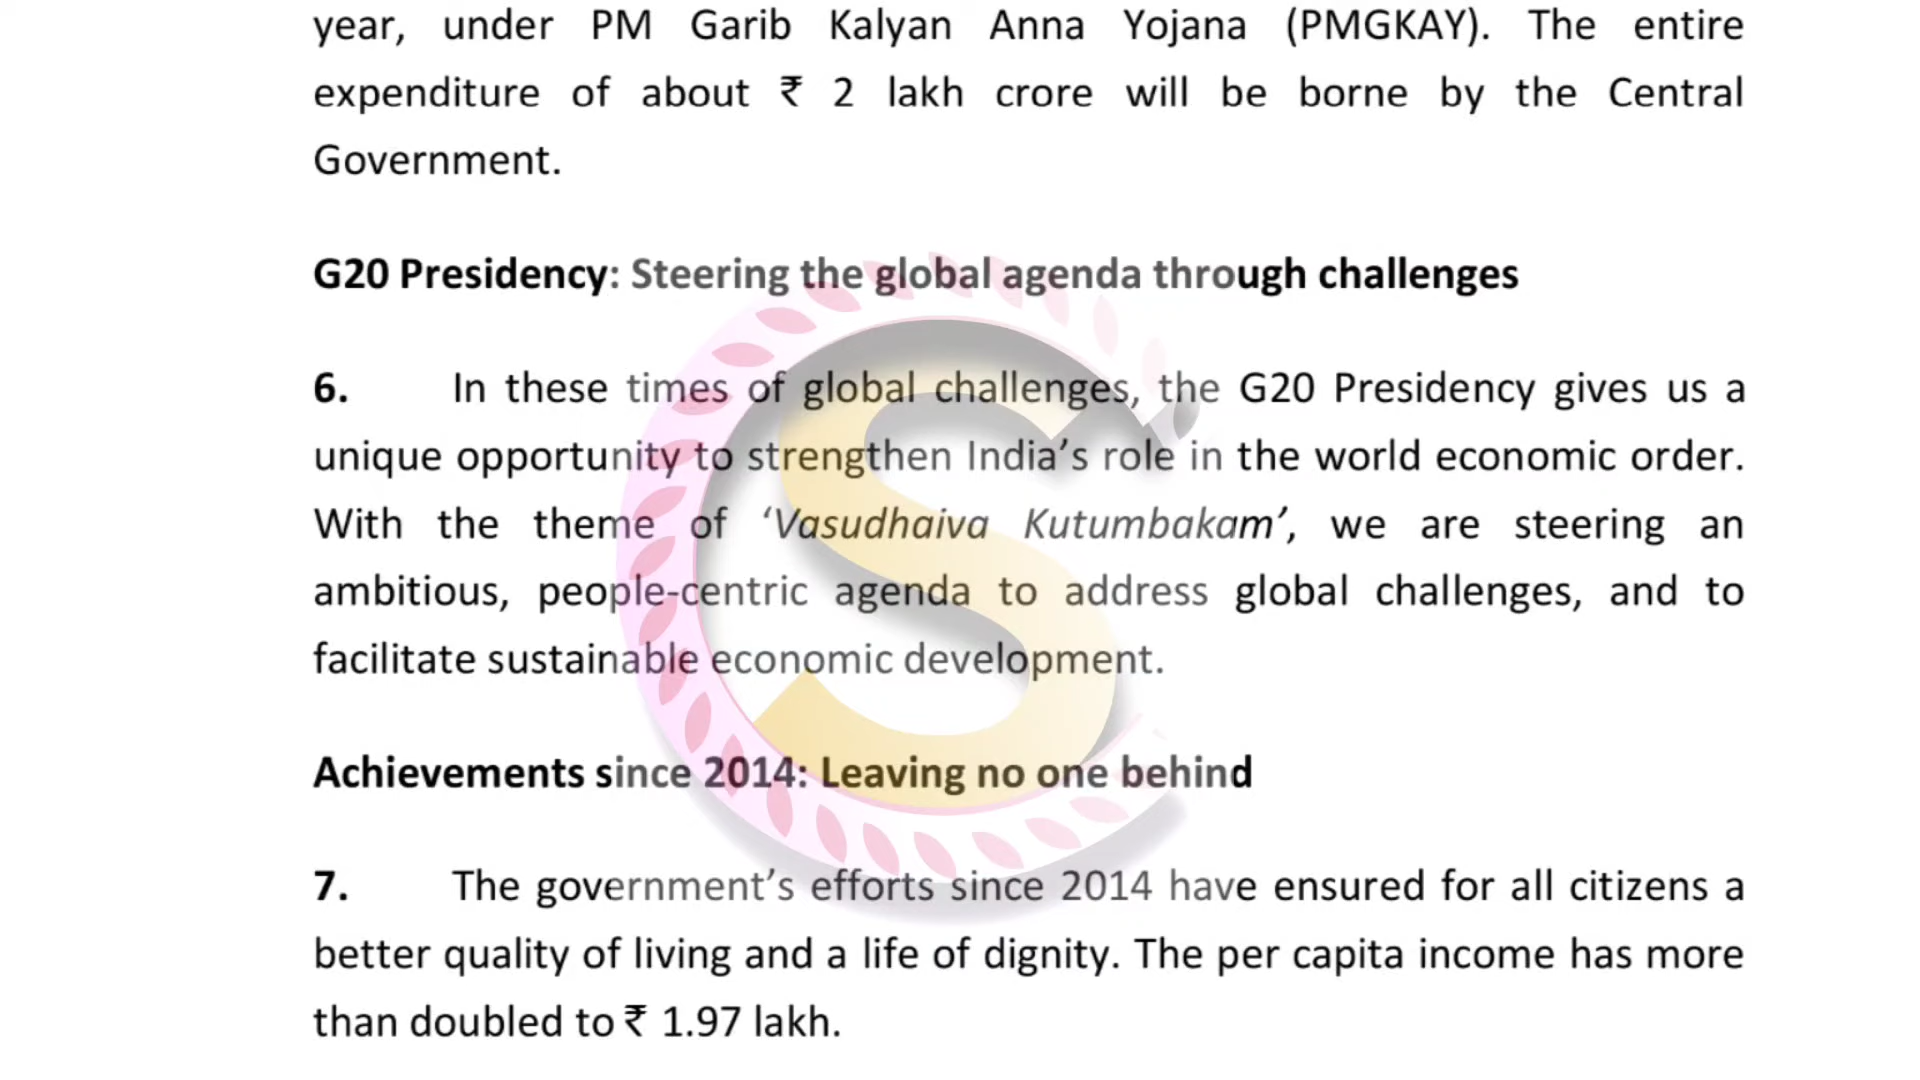 year, under PM Garib Kalyan Anna Yojana (PMGKAY). The entire
expenditure of about ₹ 2 lakh crore will be borne by the Central
Government.
G20 Presidency: Steering the global agenda through challenges
6. In these times of global challenges, the G20 Presidency gives us a
unique opportunity to strengthen India’s role in the world economic order.
With the theme of ‘Vasudhaiva Kutumbakam’, we are steering an
ambitious, people-centric agenda to address global challenges, and to
facilitate sustainable economic development.
Achievements since 2014: Leaving no one behind
7. The government’s efforts since 2014 have ensured for all citizens a
better quality of living and a life of dignity. The per capita income has more
than doubled to ₹ 1.97 lakh.